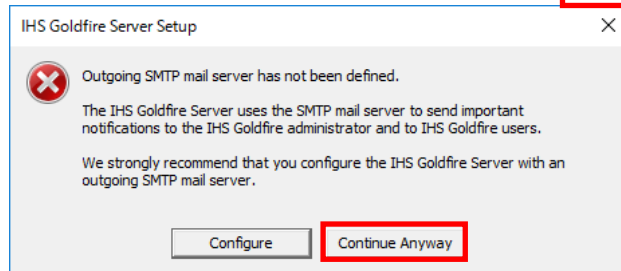 IHS Goldfire Server Setup
Outgoing SMTP mail server has not been defined.
The IHS Goldfire Server uses the SMTP mail server to send important
notifications to the IHS Goldfire administrator and to IHS Goldfire users.
We strongly recommend that you configure the IHS Goldfire Server with an
outgoing SMTP mail server.
Configure
Continue Anyway